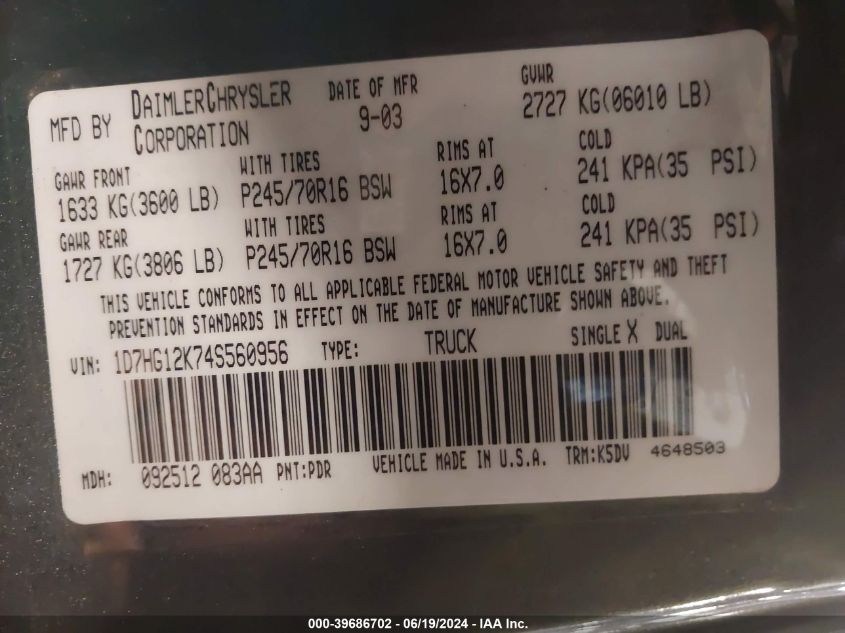 MFD BY DAIMLERCHRYSLER CORPORATION DATE OF MFR 9-03 GVWR 2727 KG(06010 LB)
GAWR FRONT WITH TIRES RIMS AT COLD
1633 KG(3600 LB) P245/70R16 BSW 16X7.0 241 KPA(35 PSI)
GAWR REAR WITH TIRES RIMS AT COLD
1727 KG(3806 LB) P245/70R16 BSW 16X7.0 241 KPA(35 PSI)
THIS VEHICLE CONFORMS TO ALL APPLICABLE FEDERAL MOTOR VEHICLE SAFETY AND THEFT
PREVENTION STANDARDS IN EFFECT ON THE DATE OF MANUFACTURE SHOWN ABOVE.
VIN: 1D7HG12K74S560956 TYPE: TRUCK SINGLE X DUAL
MDH: 092512 083AA PNT:PDR VEHICLE MADE IN U.S.A. TRM:K5DV 4648503
000-39686702 - 06/19/2024 - IAA Inc.